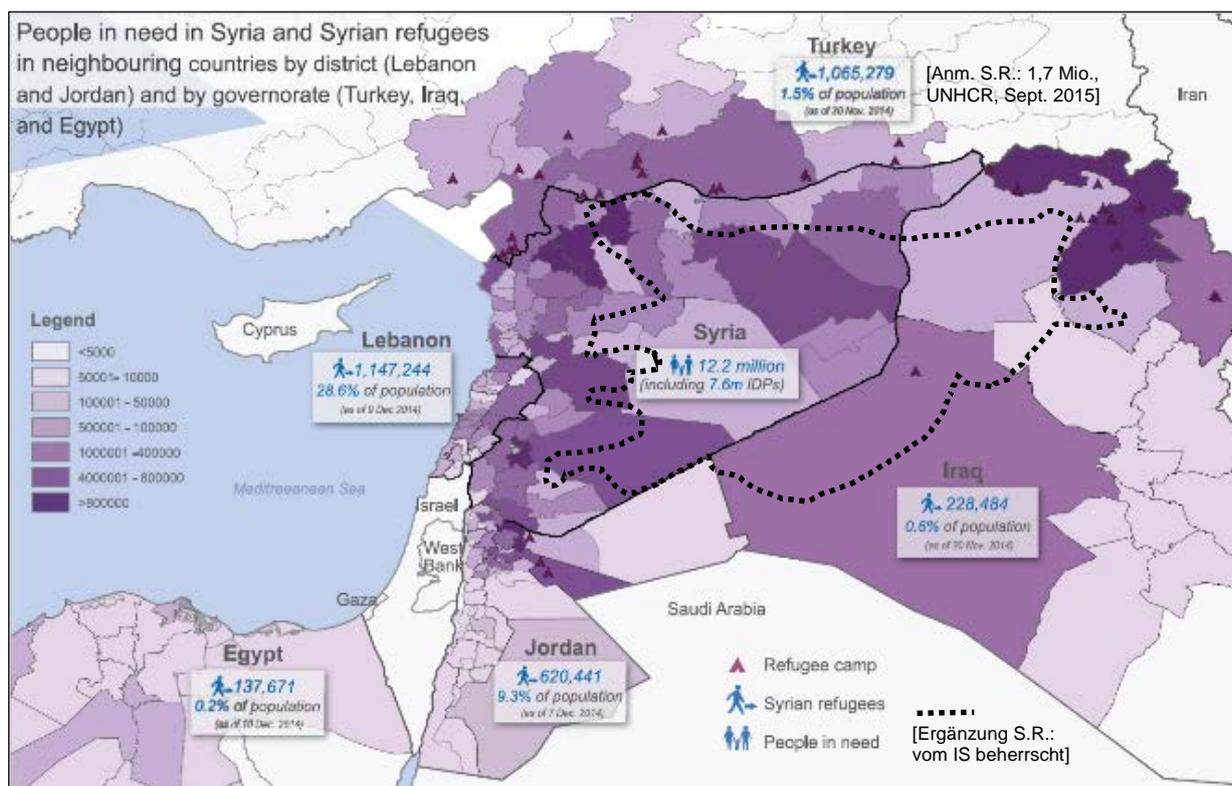 People in need in Syria and Syrian refugees
in neighbouring countries by district (Lebanon
and Jordan) and by governorate (Turkey, Iraq,
and Egypt)
Turkey
1,065,279
1.5% of population
(as of 30 Nov. 2014)
[Anm. S.R.: 1,7 Mio.,
UNHCR, Sept. 2015]
Iran
Cyprus
Legend
<5000
50001- 10000
100001 - 50000
500001 - 100000
1000001 -400000
4000001 - 800000
>800000
Lebanon
1,147,244
28.6% of population
(as of 9 Dec 2014)
Syria
12.2 million
(including 7.6m IDPs)
Meditreeanean Sea
Israel
West
Bank
Gaza
Iraq
228,484
0.6% of population
(as of 30 Nov. 2014)
Saudi Arabia
Egypt
137,671
0.2% of population
(as of 10 Dec. 2014)
Jordan
620,441
9.3% of population
(as of 7 Dec. 2014)
Refugee camp
Syrian refugees
People in need
[Ergänzung S.R.:
vom IS beherrscht]